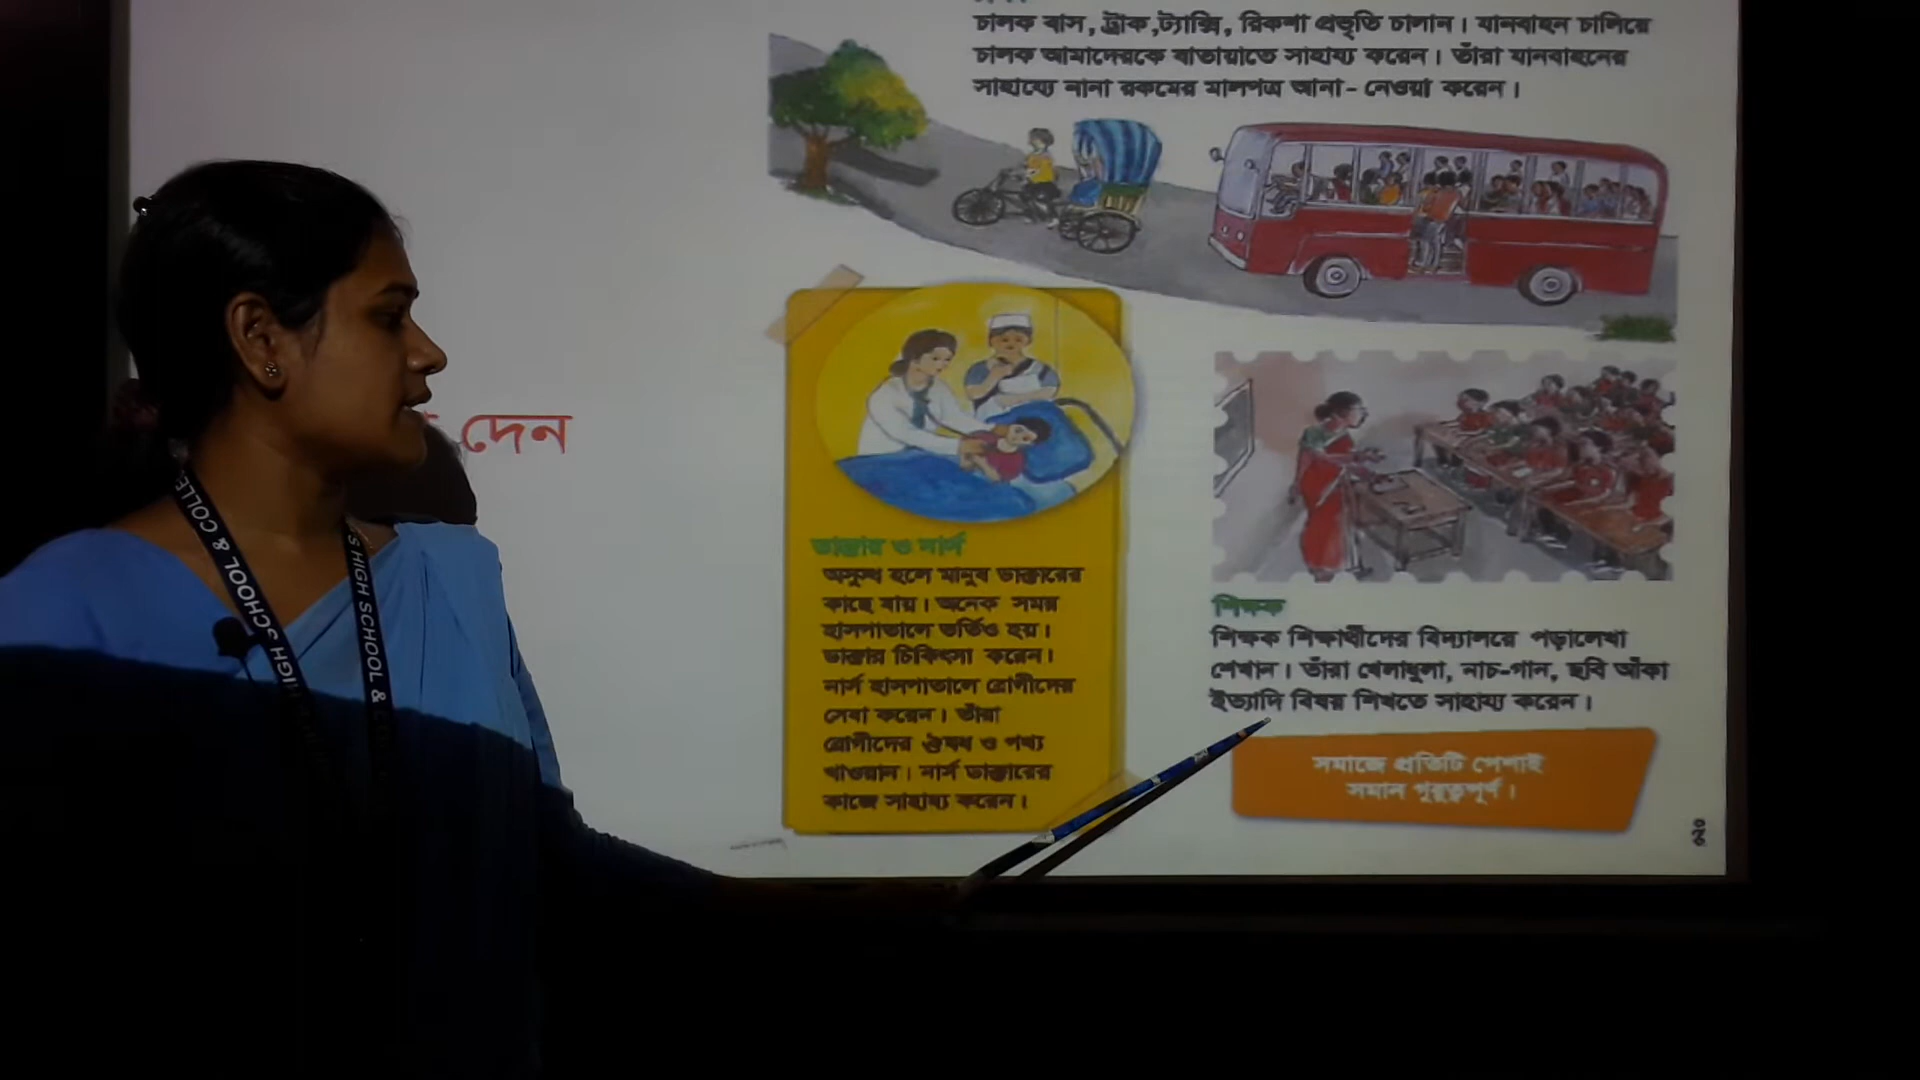 চালক বাস, ট্রাক,ট্যাক্সি, রিকশা প্রভৃতি চালান। যানবাহন চালিয়ে
চালক আমাদেরকে যাতায়াতে সাহায্য করেন। তাঁরা যানবাহনের
সাহায্যে নানা রকমের মালপত্র আনা - নেওয়া করেন।
দেন
ডাক্তার ও নার্স
অসুস্থ হলে মানুষ ডাক্তারের
কাছে যায়। অনেক সময়
হাসপাতালে ভর্তিও হয়।
ডাক্তার চিকিৎসা করেন।
নার্স হাসপাতালে রোগীদের
সেবা করেন। তাঁরা
রোগীদের ঔষধ ও পথ্য
খাওয়ান। নার্স ডাক্তারের
কাজে সাহায্য করেন।
শিক্ষক
শিক্ষক শিক্ষার্থীদের বিদ্যালয়ে পড়ালেখা
শেখান। তাঁরা খেলাধুলা, নাচ-গান, ছবি আঁকা
ইত্যাদি বিষয় শিখতে সাহায্য করেন।
সমাজে প্রতিটি পেশাই
সমান গুরুত্বপূর্ণ।
SCHOOL & COLLE
S HIGH SCHOOL &